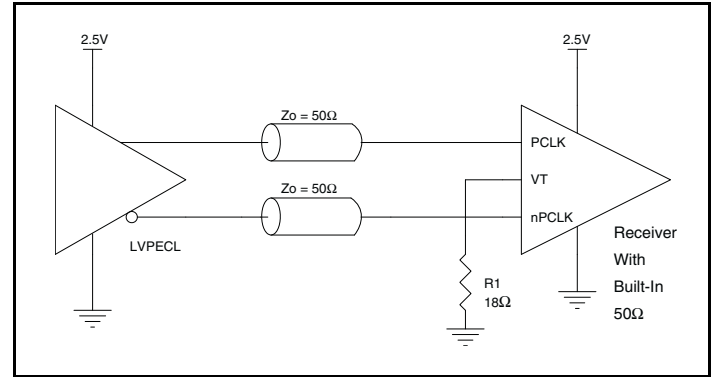 2.5V
2.5V
Zo = 50Ω
PCLK
VT
Zo = 50Ω
nPCLK
LVPECL
R1
18Ω
Receiver
With
Built-In
50Ω